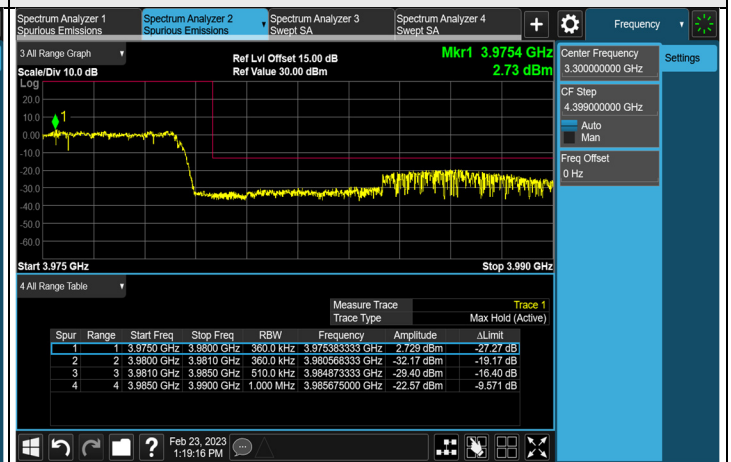 Spectrum Analyzer 1
Spurious Emissions
Spectrum Analyzer 2
Spurious Emissions
Spectrum Analyzer 3
Swept SA
Spectrum Analyzer 4
Swept SA
+
Frequency
3 All Range Graph
Scale/Div 10.0 dB
Ref Lvl Offset 15.00 dB
Ref Value 30.00 dBm
Mkr1 3.9754 GHz
2.73 dBm
Log
20.0
10.0
0.00
-10.0
-20.0
-30.0
-40.0
-50.0
-60.0
1
Start 3.975 GHz Stop 3.990 GHz
Center Frequency
3.300000000 GHz
CF Step
4.399000000 GHz
Auto
Man
Freq Offset
0 Hz
Settings
4 All Range Table
Measure Trace Trace 1
Trace Type Max Hold (Active)
Spur Range Start Freq Stop Freq RBW Frequency Amplitude ΔLimit
1 1 3.9750 GHz 3.9800 GHz 360.0 kHz 3.975383333 GHz 2.729 dBm -27.27 dB
2 2 3.9800 GHz 3.9810 GHz 360.0 kHz 3.980568333 GHz -32.17 dBm -19.17 dB
3 3 3.9810 GHz 3.9850 GHz 510.0 kHz 3.984873333 GHz -29.40 dBm -16.40 dB
4 4 3.9850 GHz 3.9900 GHz 1.000 MHz 3.985675000 GHz -22.57 dBm -9.571 dB
?
Feb 23, 2023
1:19:16 PM